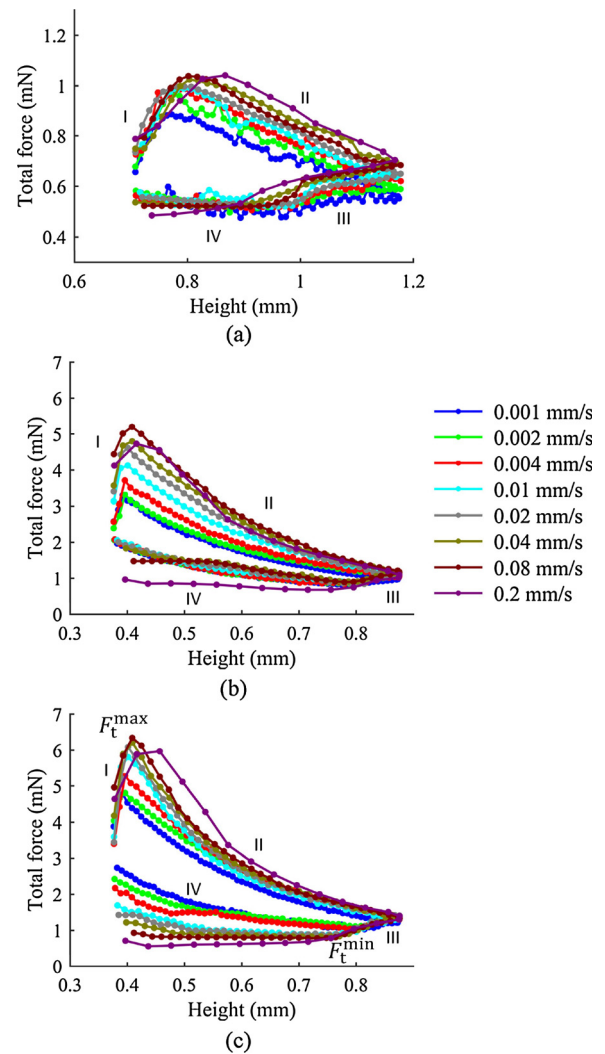 1.2
1
0.8
0.6
0.4
Total force (mN)
I
II
III
IV
0.6
0.8
1
1.2
Height (mm)
(a)
7
6
5
4
3
2
1
0
Total force (mN)
I
II
IV
III
0.3
0.4
0.5
0.6
0.7
0.8
Height (mm)
(b)
0.001 mm/s
0.002 mm/s
0.004 mm/s
0.01 mm/s
0.02 mm/s
0.04 mm/s
0.08 mm/s
0.2 mm/s
7
6
5
4
3
2
1
0
Total force (mN)
F_t^max
I
II
IV
III
F_t^min
0.3
0.4
0.5
0.6
0.7
0.8
Height (mm)
(c)